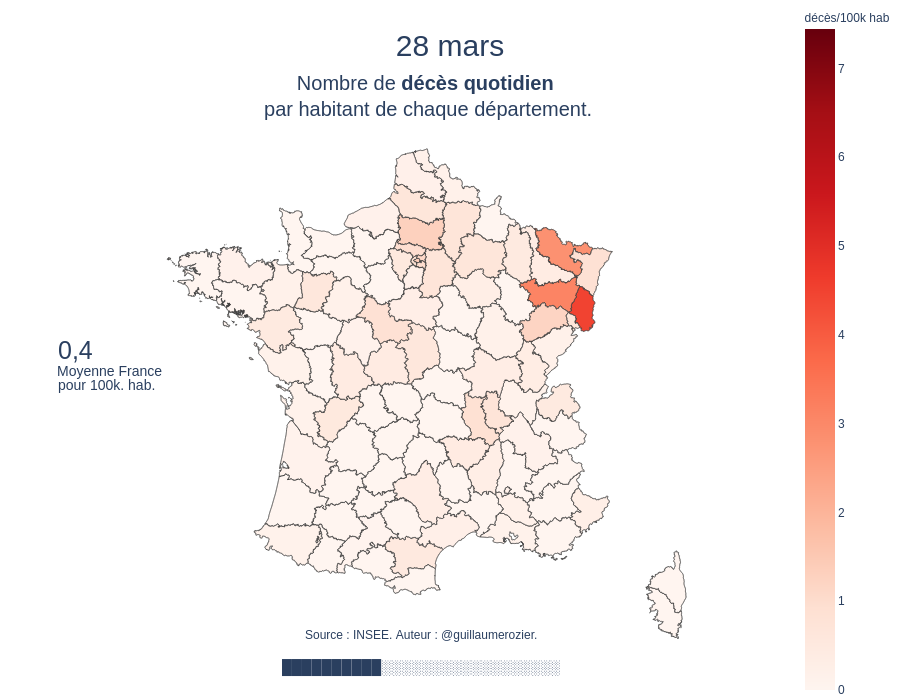 décès/100k hab
28 mars
Nombre de décès quotidien
par habitant de chaque département.
7
6
5
4
3
2
1
0
0,4
Moyenne France
pour 100k. hab.
Source : INSEE. Auteur : @guillaumerozier.